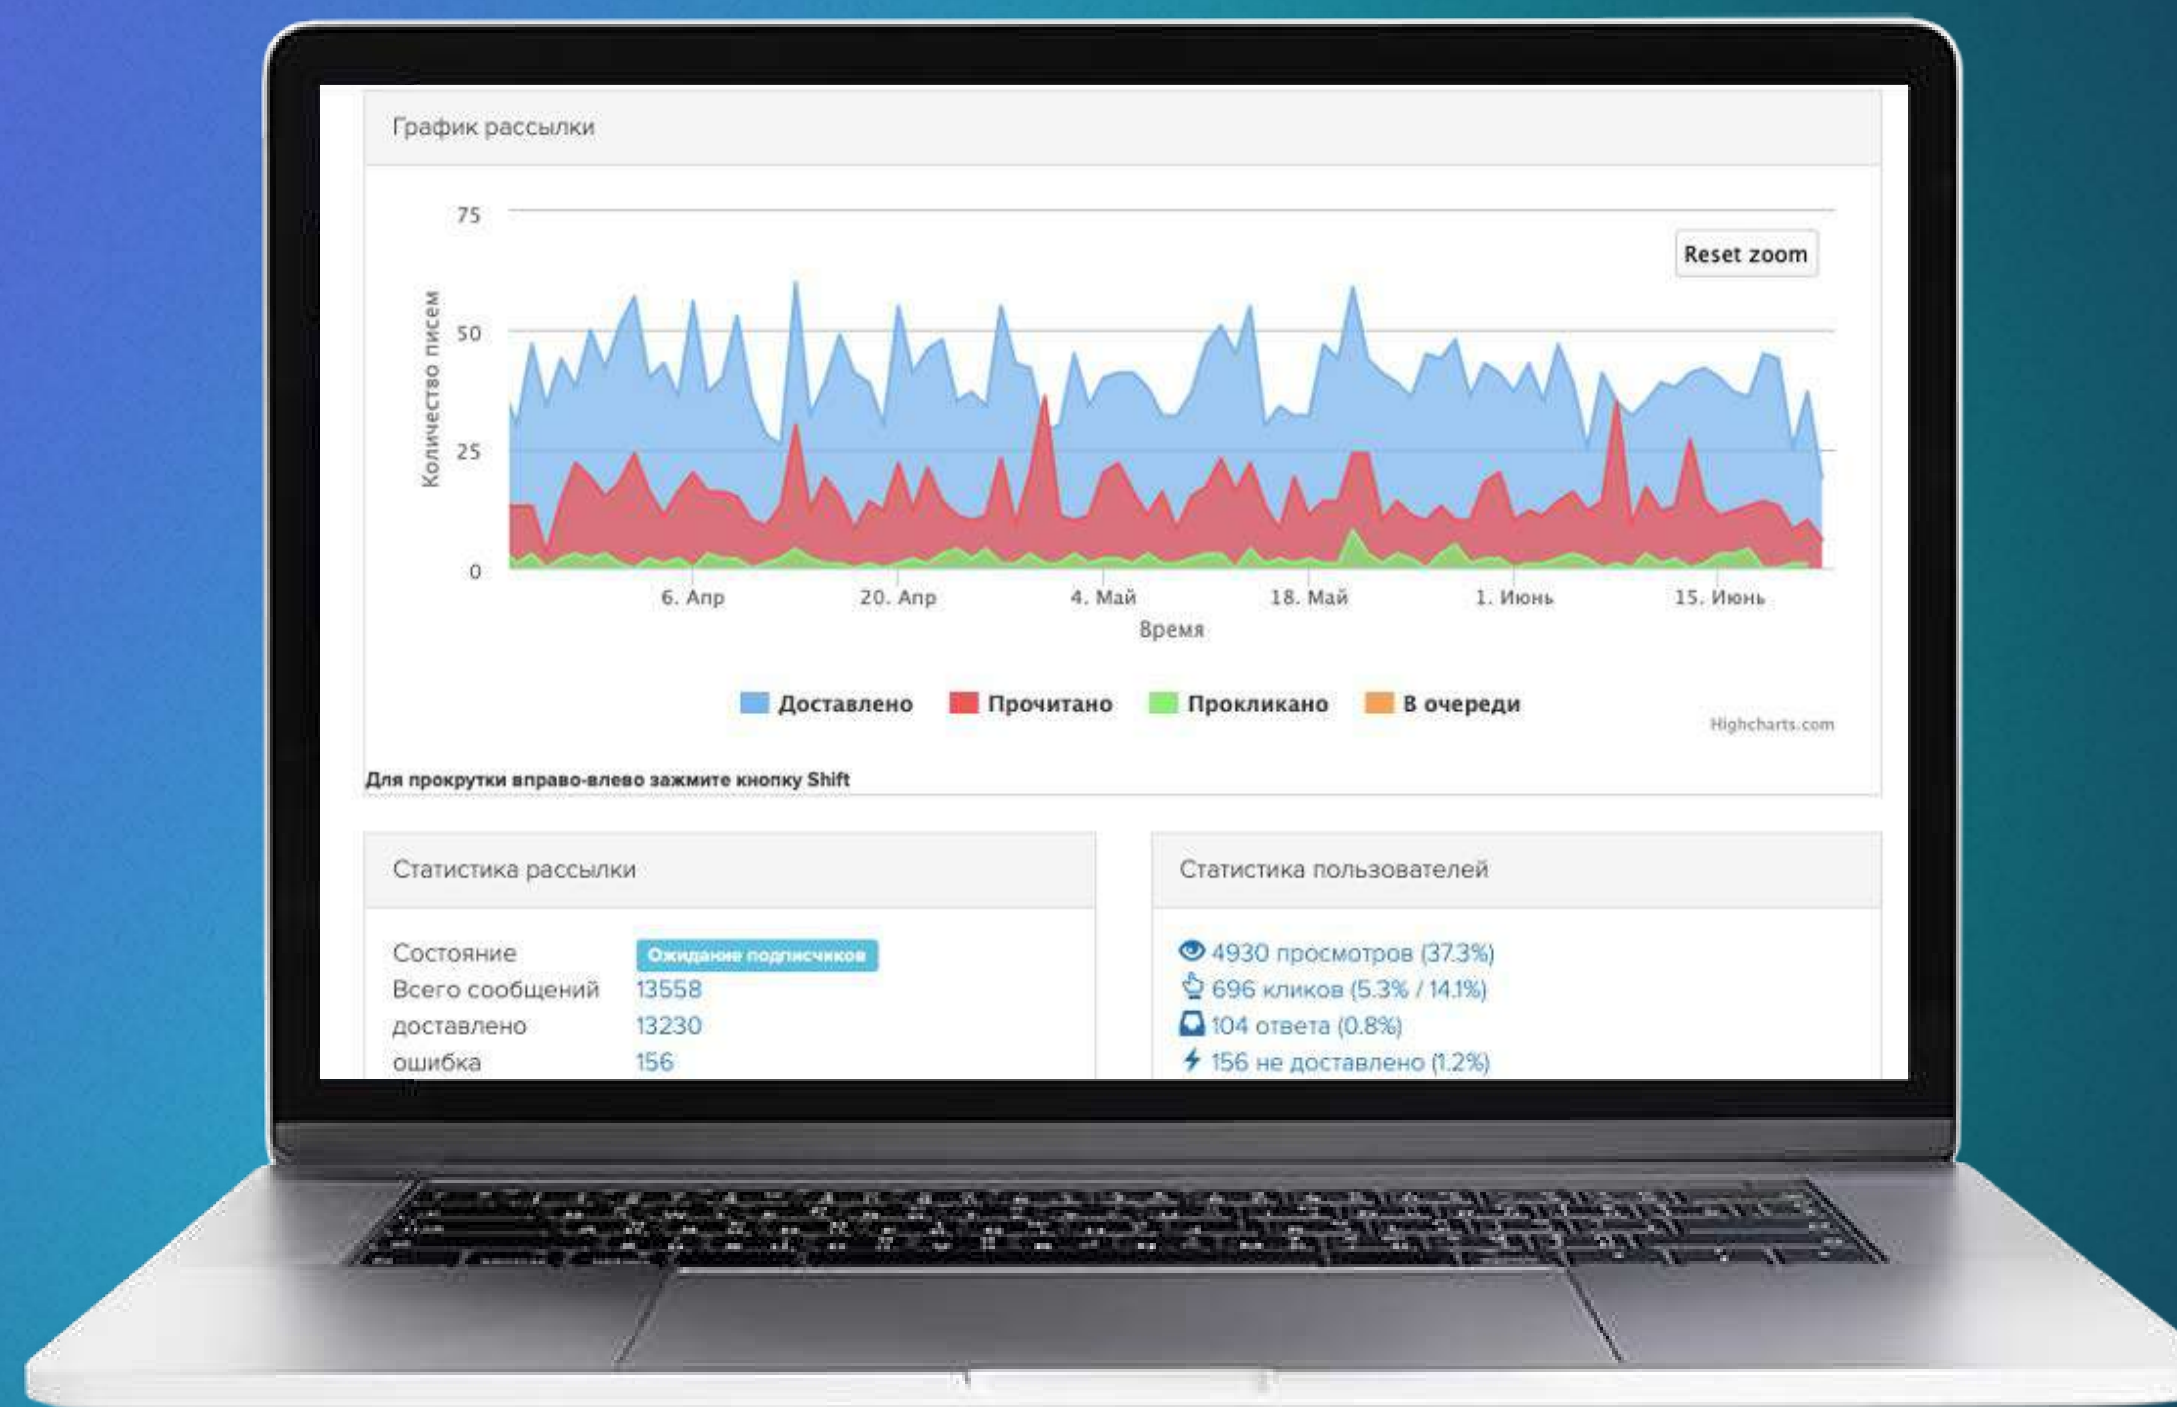 График рассылки
75
Reset zoom
50
25
0
Количество писем
6. Апр 20. Апр 4. Май 18. Май 1. Июнь 15. Июнь
Время
Доставлено Прочитано Прокликано В очереди
Highcharts.com
Для прокрутки вправо-влево зажмите кнопку Shift
Статистика рассылки
Состояние Ожидание подписчиков
Всего сообщений 13558
доставлено 13230
ошибка 156
Статистика пользователей
4930 просмотров (37.3%)
696 кликов (5.3% / 14.1%)
104 ответа (0.8%)
156 не доставлено (1.2%)